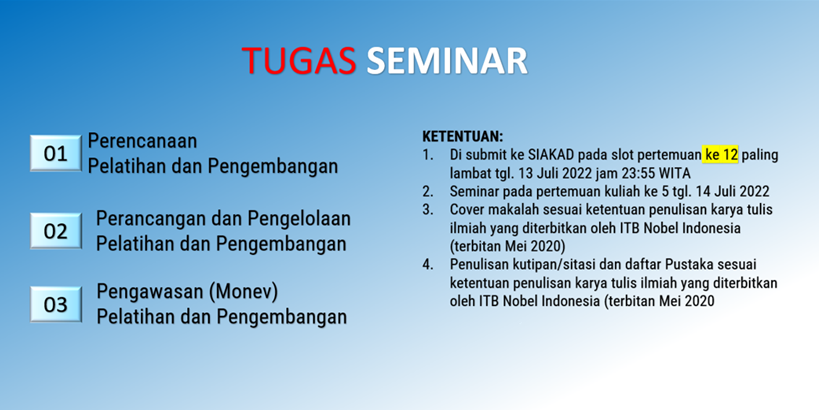 TUGAS SEMINAR
01
Perencanaan
Pelatihan dan Pengembangan
02
Perancangan dan Pengelolaan
Pelatihan dan Pengembangan
03
Pengawasan (Monev)
Pelatihan dan Pengembangan
KETENTUAN:
1. Di submit ke SIAKAD pada slot pertemuan ke 12 paling
lambat tgl. 13 Juli 2022 jam 23:55 WITA
2. Seminar pada pertemuan kuliah ke 5 tgl. 14 Juli 2022
3. Cover makalah sesuai ketentuan penulisan karya tulis
ilmiah yang diterbitkan oleh ITB Nobel Indonesia
(terbitan Mei 2020)
4. Penulisan kutipan/sitasi dan daftar Pustaka sesuai
ketentuan penulisan karya tulis ilmiah yang diterbitkan
oleh ITB Nobel Indonesia (terbitan Mei 2020